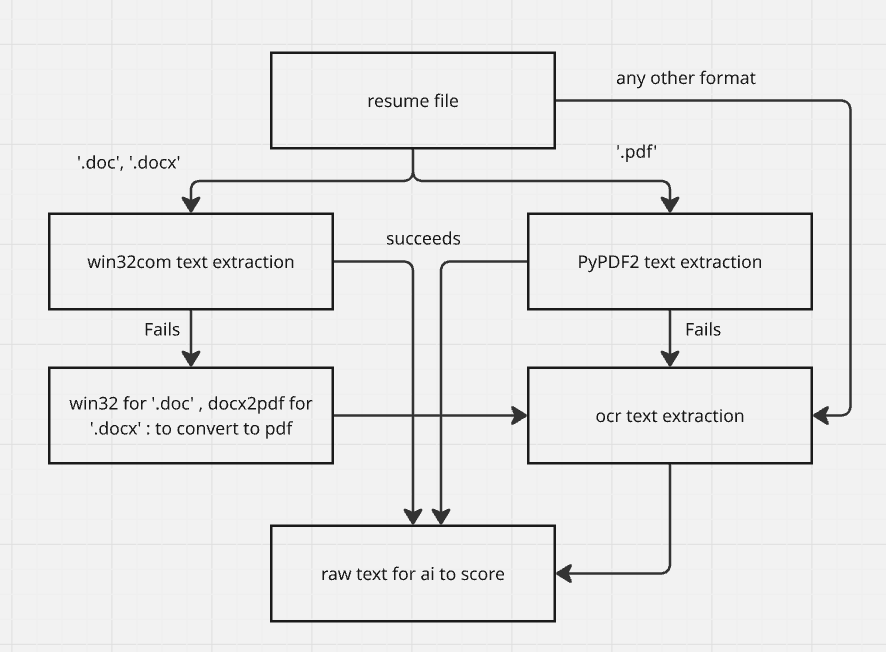 resume file
any other format
'.doc', '.docx'
'.pdf'
win32com text extraction
succeeds
PyPDF2 text extraction
Fails
Fails
win32 for '.doc' , docx2pdf for
'.docx' : to convert to pdf
ocr text extraction
raw text for ai to score